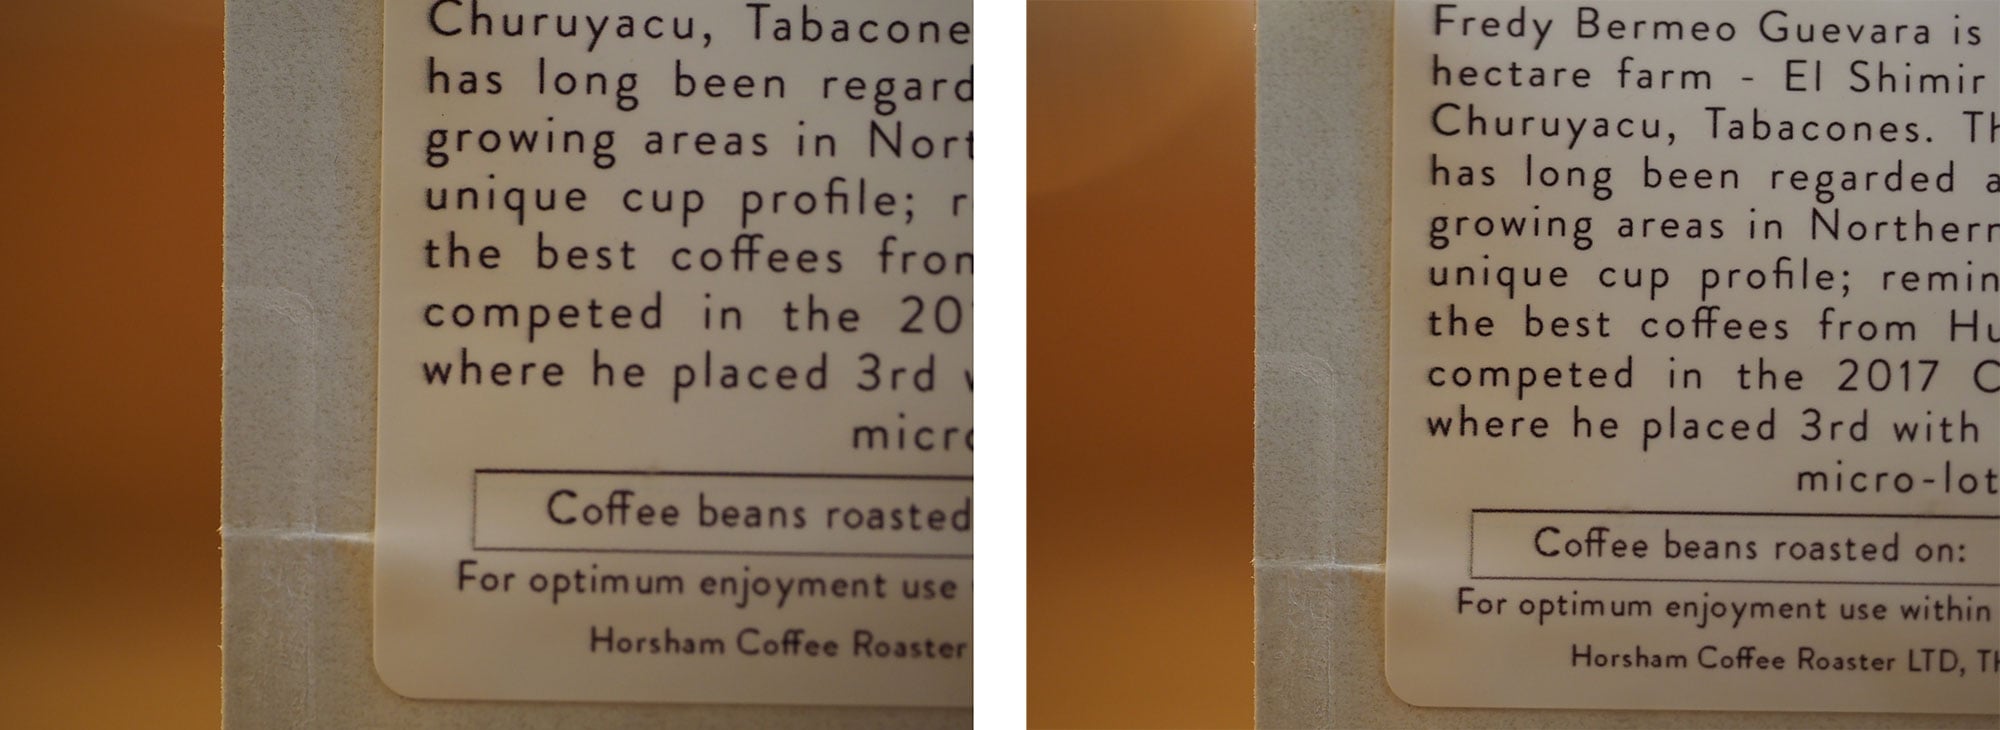 Churuyacu, Tabacone
has long been regard
growing areas in Nort
unique cup profile; r
the best coffees from
competed in the 20
where he placed 3rd
micro
Coffee beans roasted
For optimum enjoyment use
Horsham Coffee Roaster
Fredy Bermeo Guevara is
hectare farm - El Shimir
Churuyacu, Tabacones. Th
has long been regarded a
growing areas in Northern
unique cup profile; remin
the best coffees from Hu
competed in the 2017 C
where he placed 3rd with
micro-lot
Coffee beans roasted on:
For optimum enjoyment use within
Horsham Coffee Roaster LTD, Th